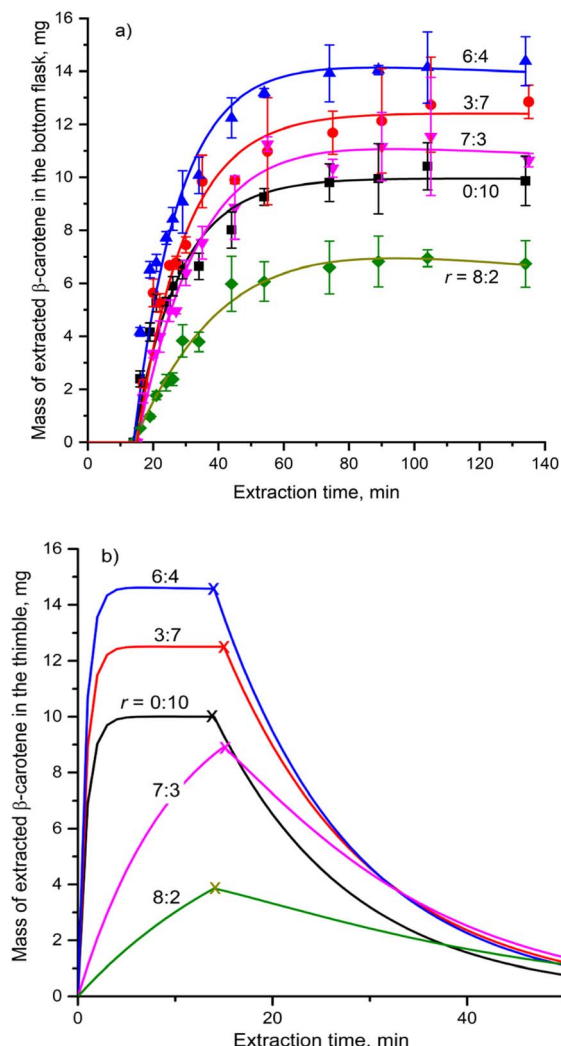 a)
Mass of extracted β-carotene in the bottom flask, mg
16
14
12
10
8
6
4
2
0
6:4
3:7
7:3
0:10
r = 8:2
0 20 40 60 80 100 120 140
Extraction time, min
b)
Mass of extracted β-carotene in the thimble, mg
16
14
12
10
8
6
4
2
0
6:4
3:7
r = 0:10
7:3
8:2
0 20 40
Extraction time, min